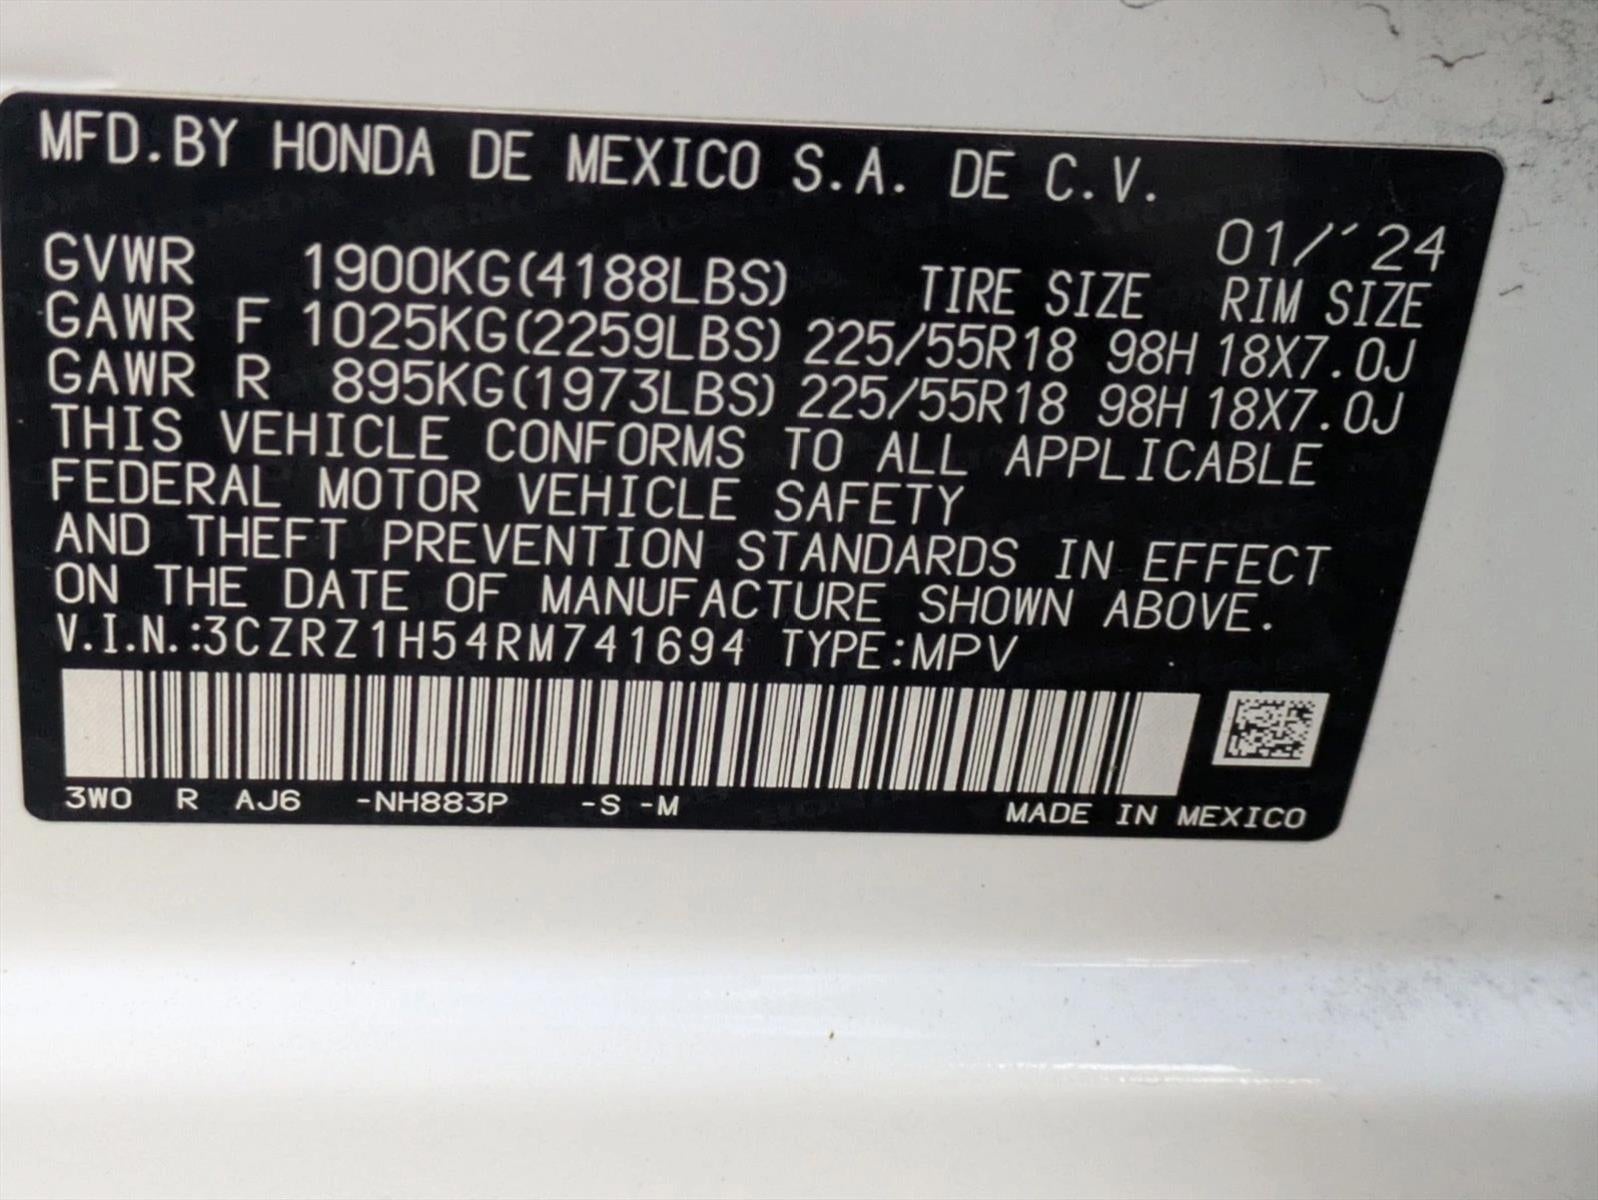 MFD.BY HONDA DE MEXICO S.A. DE C.V.
01/'24
GVWR 1900KG(4188LBS) TIRE SIZE RIM SIZE
GAWR F 1025KG(2259LBS) 225/55R18 98H 18X7.0J
GAWR R 895KG(1973LBS) 225/55R18 98H 18X7.0J
THIS VEHICLE CONFORMS TO ALL APPLICABLE
FEDERAL MOTOR VEHICLE SAFETY
AND THEFT PREVENTION STANDARDS IN EFFECT
ON THE DATE OF MANUFACTURE SHOWN ABOVE.
V.I.N.:3CZRZ1H54RM741694 TYPE:MPV
3W0 R AJ6 -NH883P -S -M MADE IN MEXICO